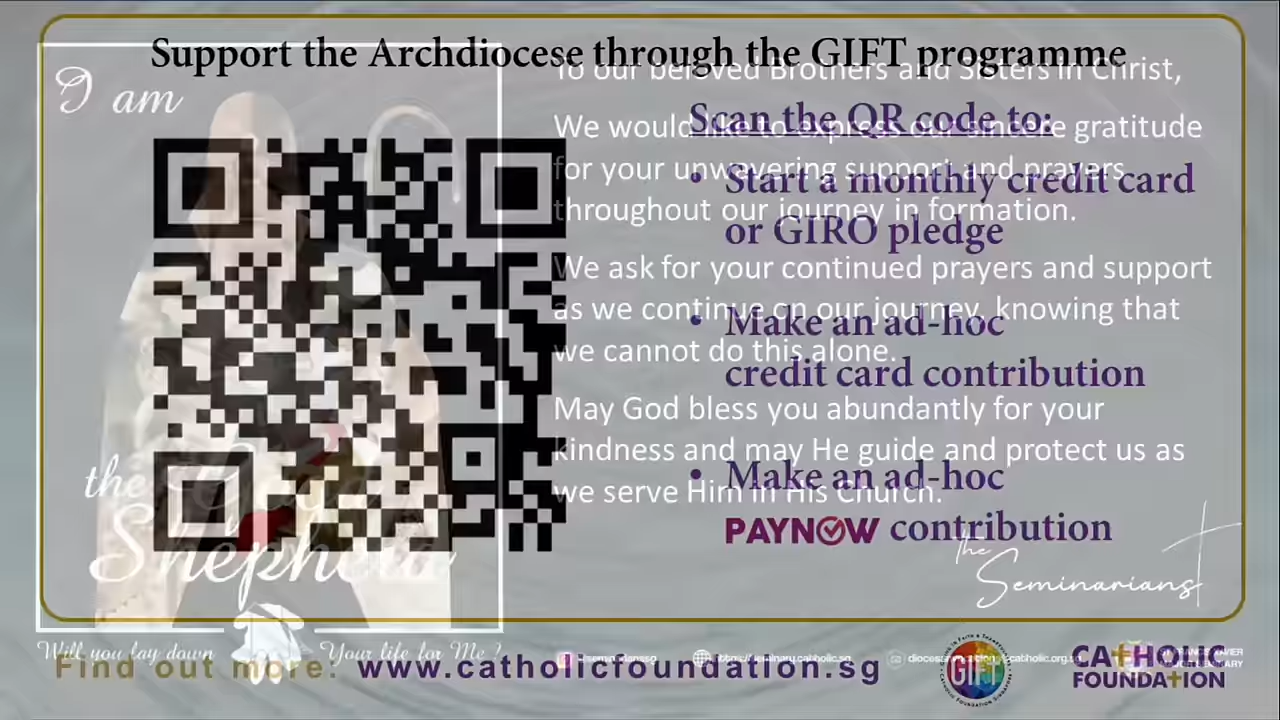 Support the Archdiocese through the GIFT programme
Scan the QR code to:
• Start a monthly credit card
or GIRO pledge
• Make an ad-hoc
credit card contribution
• Make an ad-hoc
PAYNOW contribution
I am
the Good
Shepherd
Will you lay down Your life for Me ?
To our beloved Brothers and Sisters in Christ,
We would like to express our sincere gratitude
for your unwavering support and prayers
throughout our journey in formation.
We ask for your continued prayers and support
as we continue on our journey, knowing that
we cannot do this alone.
May God bless you abundantly for your
kindness and may He guide and protect us as
we serve Him in His Church.
the
Seminarians
Find out more: www.catholicfoundation.sg
https://seminary.catholic.sg
GIFT
CATHOLIC
FOUNDATION